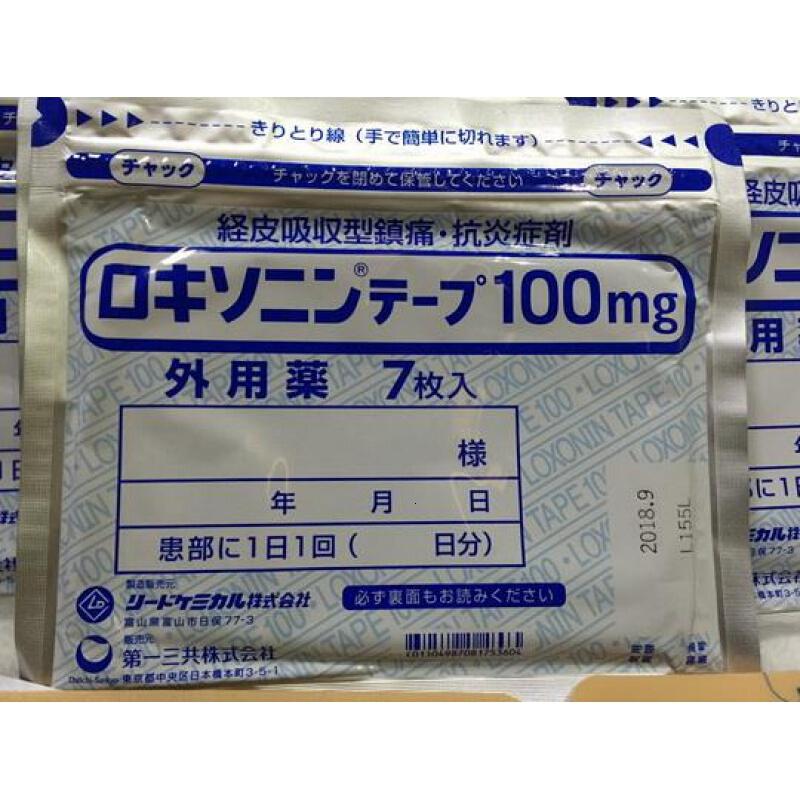 きりとり線（手で簡単に切れます）
チャック
チャックを閉めて保管してください
チャック
経皮吸収型鎮痛・抗炎症剤
ロキソニン®テープ100mg
外用薬 7枚入
様
年 月 日
患部に1日1回( 日分)
2018.9
L155L
製造販売元
リードケミカル株式会社
富山県富山市日俣77-3
必ず裏面もお読みください
販売元
第一三共株式会社
Daiichi-Sankyo
東京都中央区日本橋本町3-5-1
(01)04987081753604
LOXONIN TAPE 100・LOXONIN TAPE 100